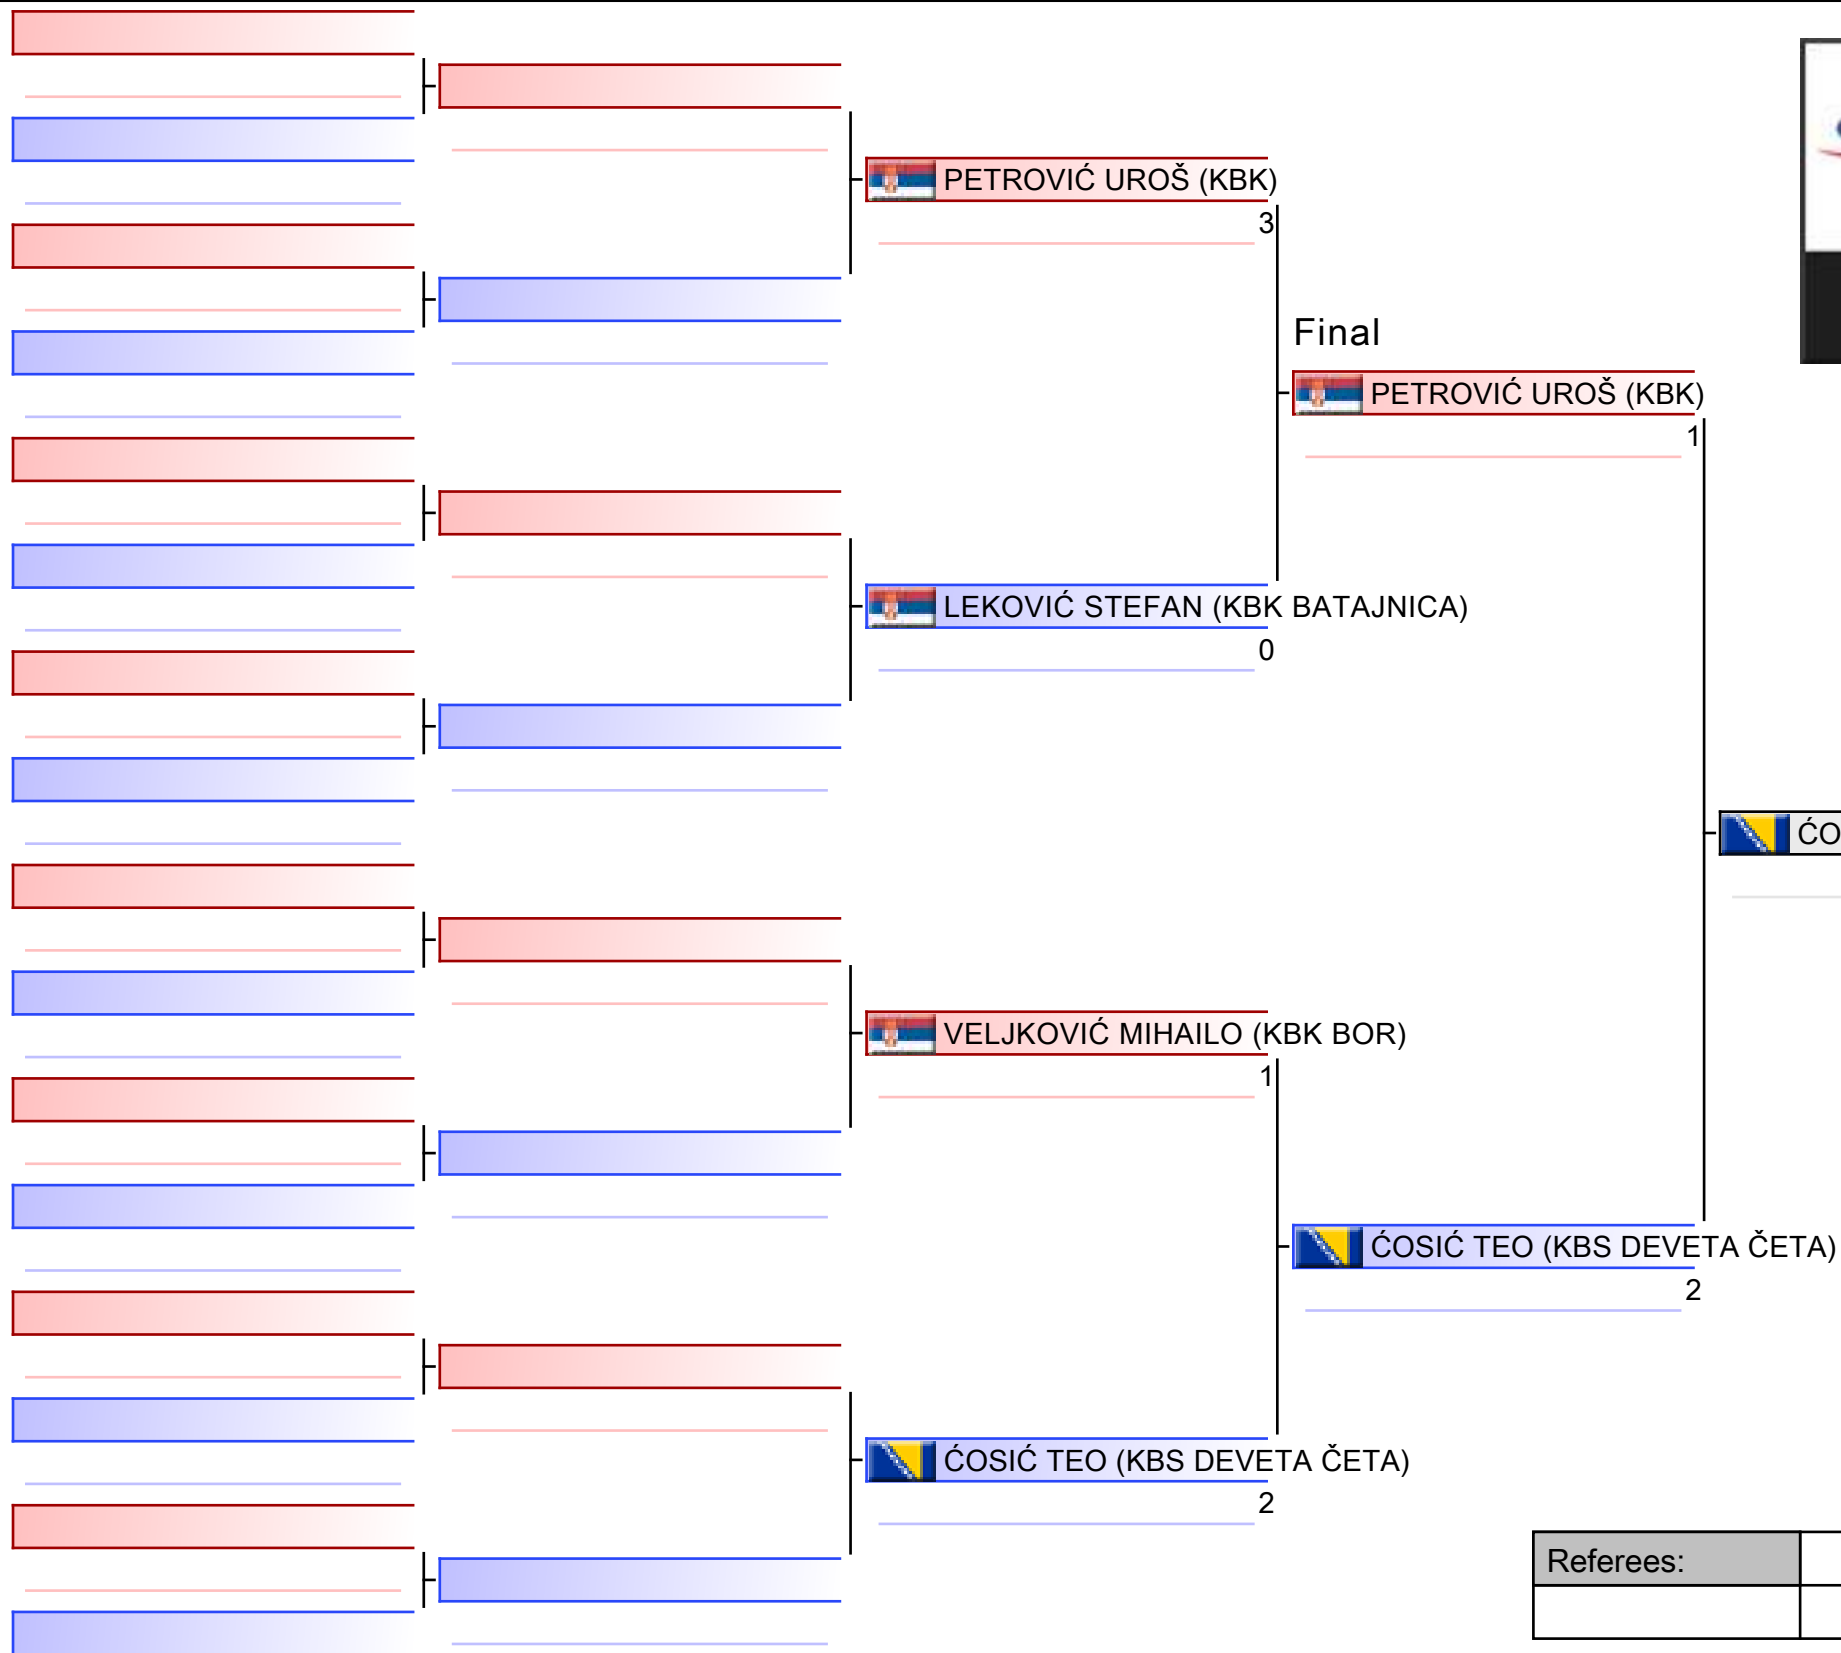 PETROVIĆ UROŠ (KBK)
3
Final
PETROVIĆ UROŠ (KBK)
1
LEKOVIĆ STEFAN (KBK BATAJNICA)
0
ĆO
VELJKOVIĆ MIHAILO (KBK BOR)
1
ĆOSIĆ TEO (KBS DEVETA ČETA)
2
ĆOSIĆ TEO (KBS DEVETA ČETA)
2
Referees: